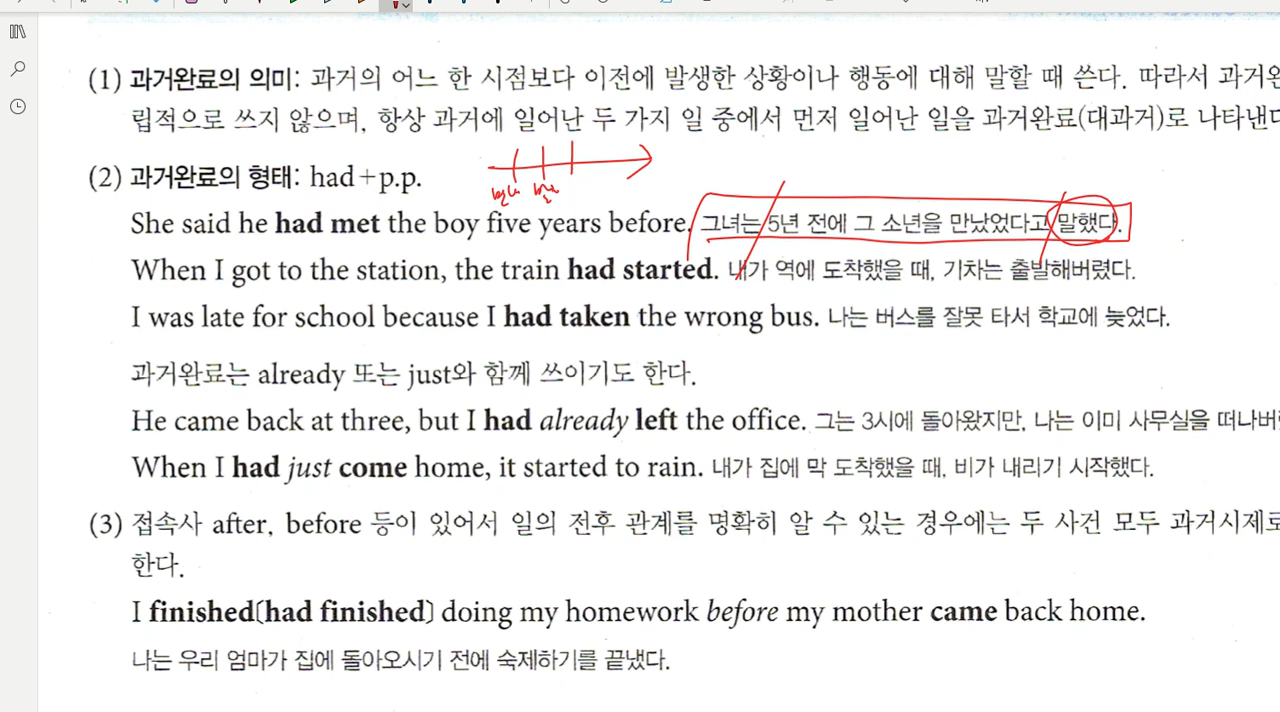 (1) 과거완료의 의미: 과거의 어느 한 시점보다 이전에 발생한 상황이나 행동에 대해 말할 때 쓴다. 따라서 과거완
립적으로 쓰지 않으며, 항상 과거에 일어난 두 가지 일 중에서 먼저 일어난 일을 과거완료(대과거)로 나타낸다
(2) 과거완료의 형태: had+p.p.
She said he had met the boy five years before. 그녀는 5년 전에 그 소년을 만났었다고 말했다.
When I got to the station, the train had started. 내가 역에 도착했을 때, 기차는 출발해버렸다.
I was late for school because I had taken the wrong bus. 나는 버스를 잘못 타서 학교에 늦었다.
과거완료는 already 또는 just와 함께 쓰이기도 한다.
He came back at three, but I had already left the office. 그는 3시에 돌아왔지만, 나는 이미 사무실을 떠나버
When I had just come home, it started to rain. 내가 집에 막 도착했을 때, 비가 내리기 시작했다.
(3) 접속사 after, before 등이 있어서 일의 전후 관계를 명확히 알 수 있는 경우에는 두 사건 모두 과거시제로
한다.
I finished[had finished] doing my homework before my mother came back home.
나는 우리 엄마가 집에 돌아오시기 전에 숙제하기를 끝냈다.